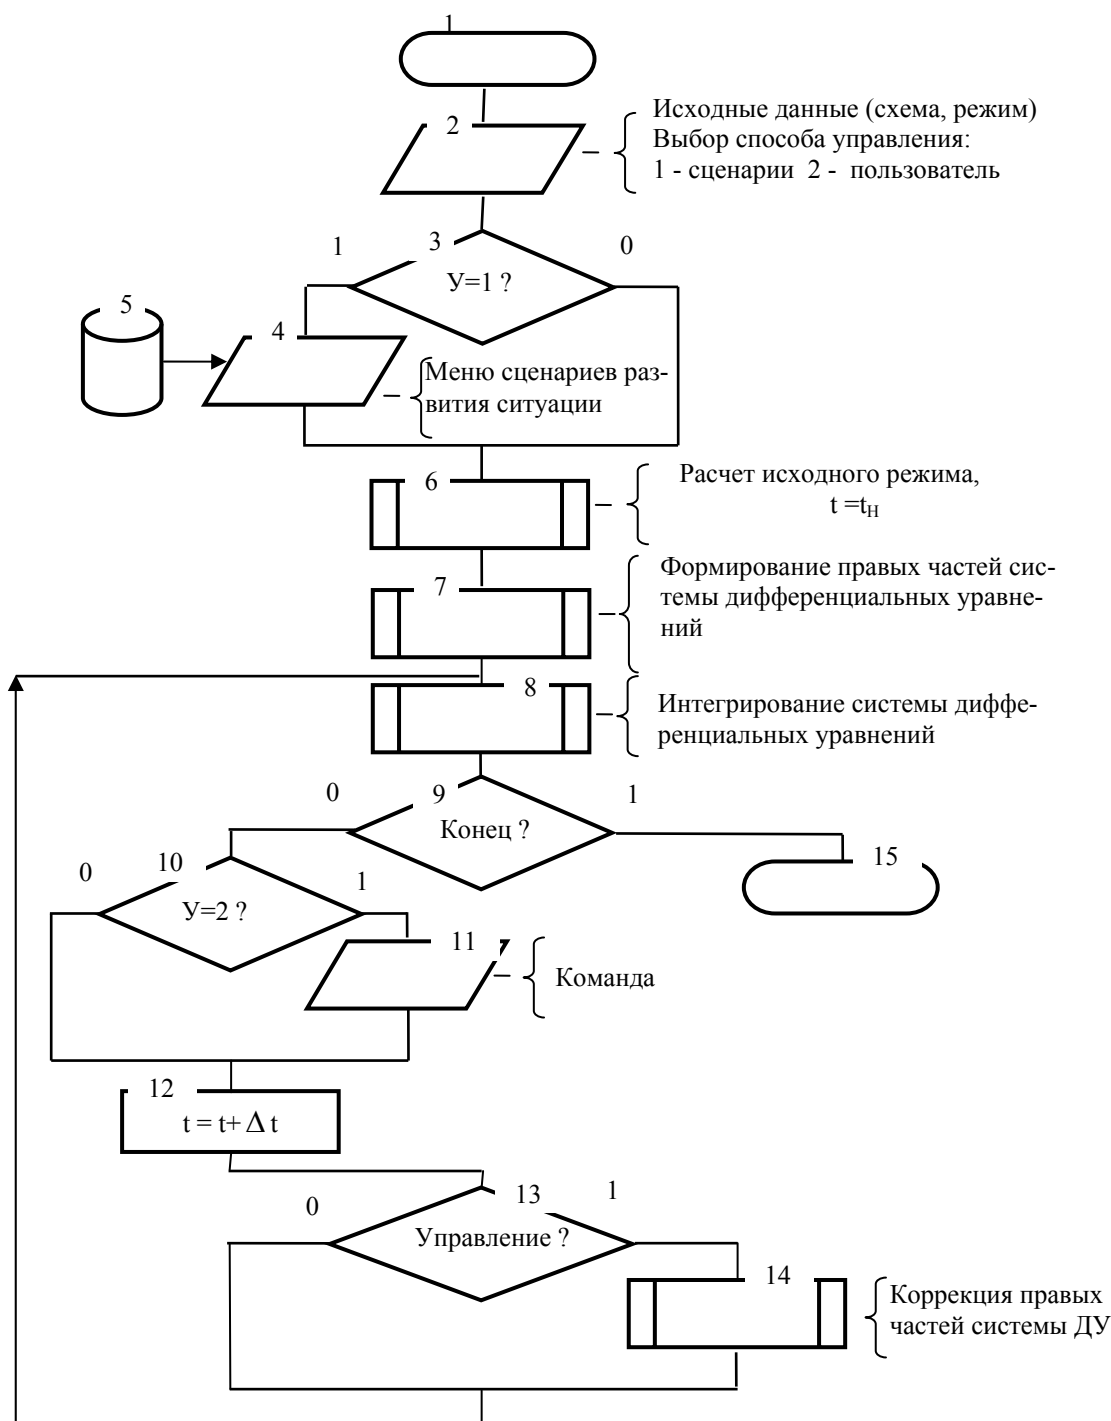 1
2
Исходные данные (схема, режим)
Выбор способа управления:
1 - сценарии 2 - пользователь
1
3
0
У=1 ?
5
4
Меню сценариев раз-
вития ситуации
6
Расчет исходного режима,
t =tН
7
Формирование правых частей сис-
темы дифференциальных уравне-
ний
8
Интегрирование системы диффе-
ренциальных уравнений
0
9
1
Конец ?
15
0
10
1
У=2 ?
11
Команда
12
t = t+ Δ t
0
13
1
Управление ?
14
Коррекция правых
частей системы ДУ